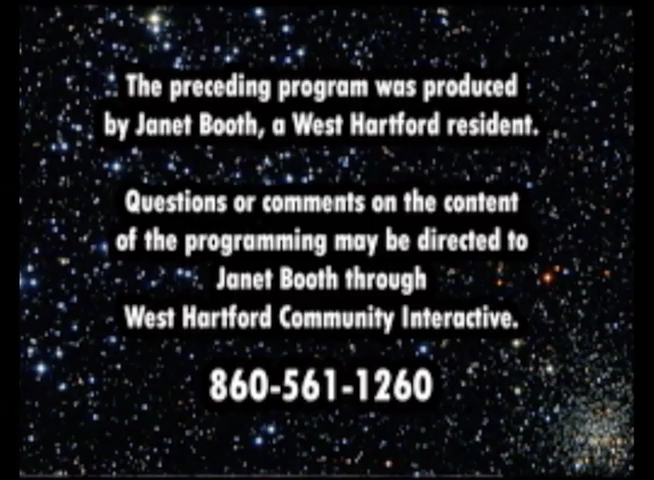 The preceding program was produced
by Janet Booth, a West Hartford resident.
Questions or comments on the content
of the programming may be directed to
Janet Booth through
West Hartford Community Interactive.
860-561-1260